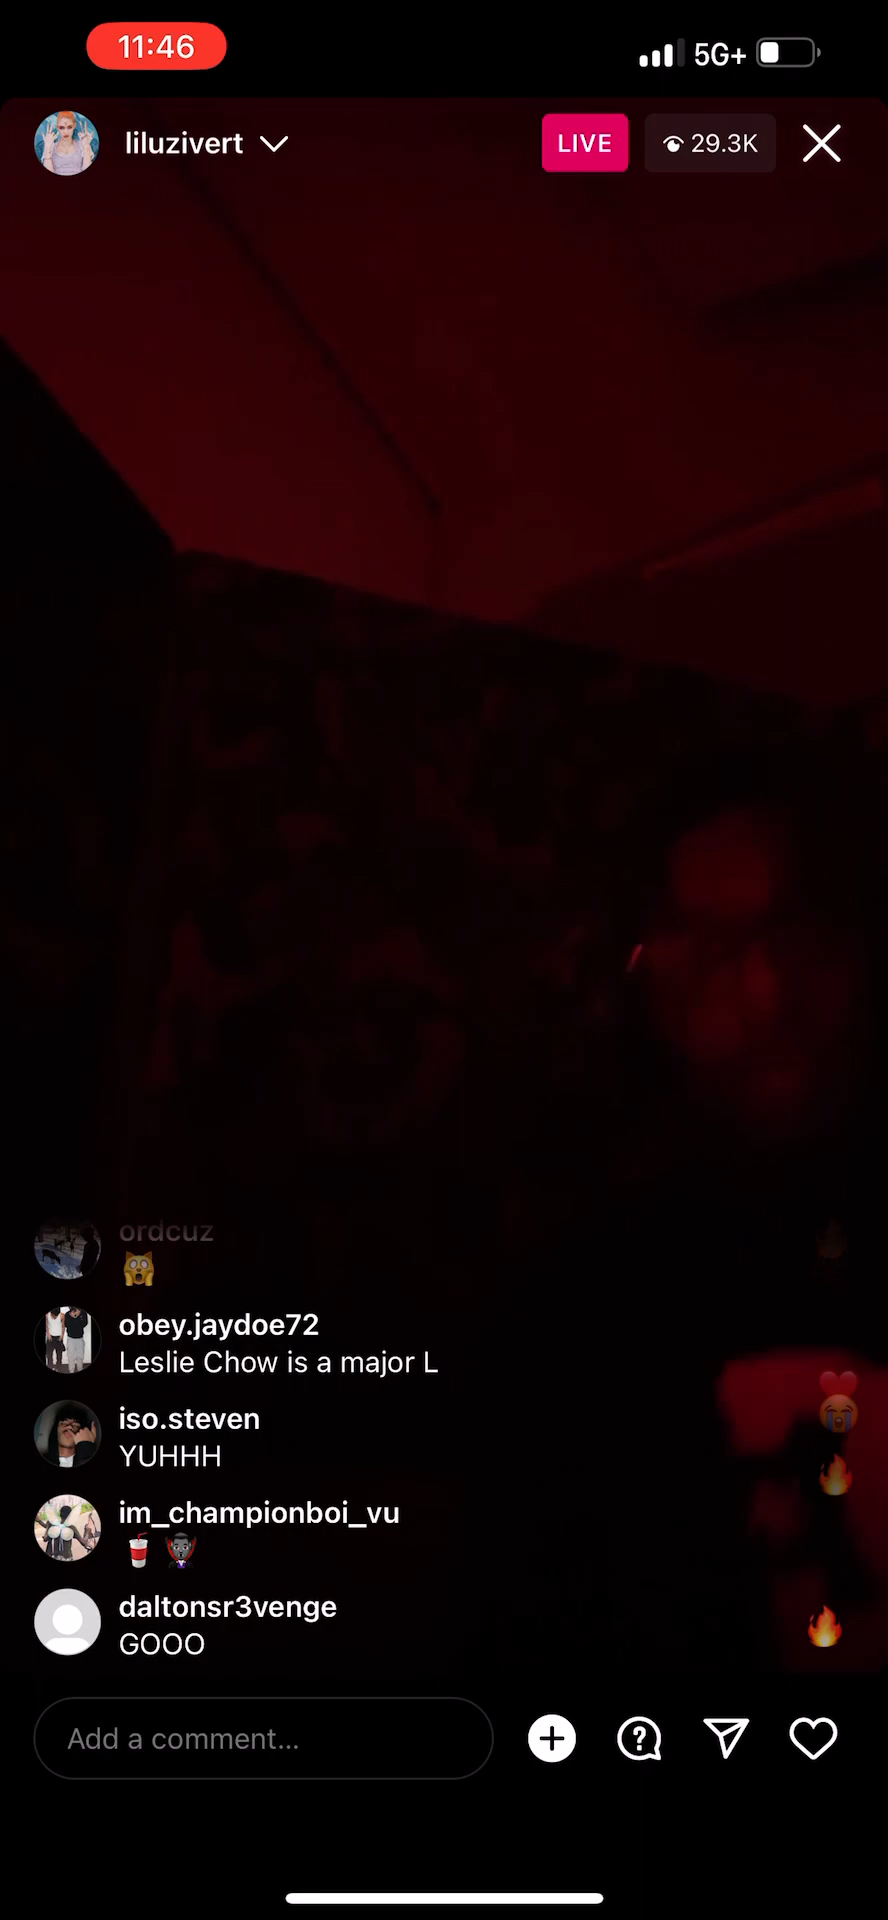 11:46
5G+
liluzivert
LIVE
29.3K
ordcuz
🙀
obey.jaydoe72
Leslie Chow is a major L
iso.steven
YUHHH
im_championboi_vu
🥤🧛🏿
daltonsr3venge
GOOO
Add a comment...